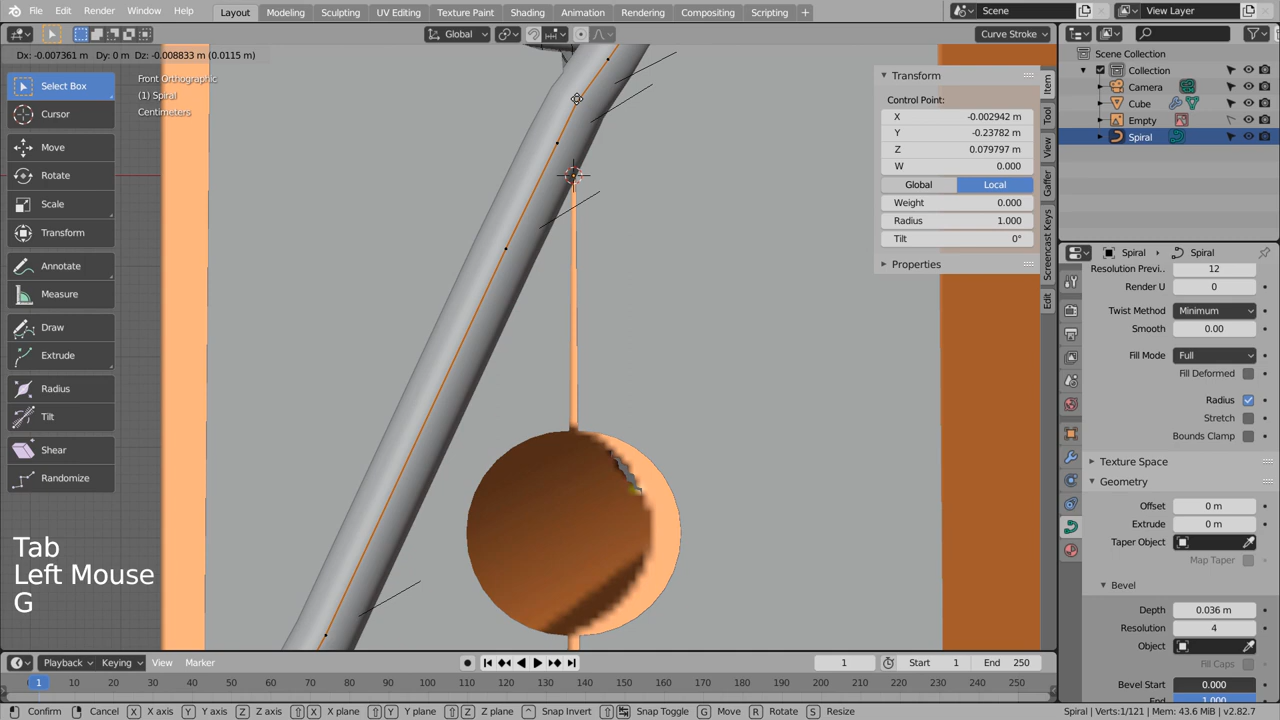 File Edit Render Window Help Layout Modeling Sculpting UV Editing Texture Paint Shading Animation Rendering Compositing Scripting + Scene View Layer
Global Curve Stroke
Dx: -0.007361 m Dy: 0 m Dz: -0.008833 m (0.0115 m)
Front Orthographic
(1) Spiral
Centimeters
Select Box
Cursor
Move
Rotate
Scale
Transform
Annotate
Measure
Draw
Extrude
Radius
Tilt
Shear
Randomize
Tab
Left Mouse
G
Transform
Control Point:
X -0.002942 m
Y -0.23782 m
Z 0.079797 m
W 0.000
Global Local
Weight 0.000
Radius 1.000
Tilt 0°
Properties
Item
Tool
View
Gaffer
Screencast Keys
Edit
Scene Collection
Collection
Camera
Cube
Empty
Spiral
Spiral Spiral
Resolution Previ.. 12
Render U 0
Twist Method Minimum
Smooth 0.00
Fill Mode Full
Fill Deformed
Radius
Stretch
Bounds Clamp
Texture Space
Geometry
Offset 0 m
Extrude 0 m
Taper Object
Map Taper
Bevel
Depth 0.036 m
Resolution 4
Object
Fill Caps
Bevel Start 0.000
End 1.000
Playback Keying View Marker 1 Start 1 End 250
1 10 20 30 40 50 60 70 80 90 100 110 120 130 140 150 160 170 180 190 200 210 220 230 240 250
Confirm Cancel X X axis Y Y axis Z Z axis X X plane Y Y plane Z Z plane Snap Invert Snap Toggle G Move R Rotate S Resize Spiral | Verts:1/121 | Mem: 43.6 MiB | v2.82.7